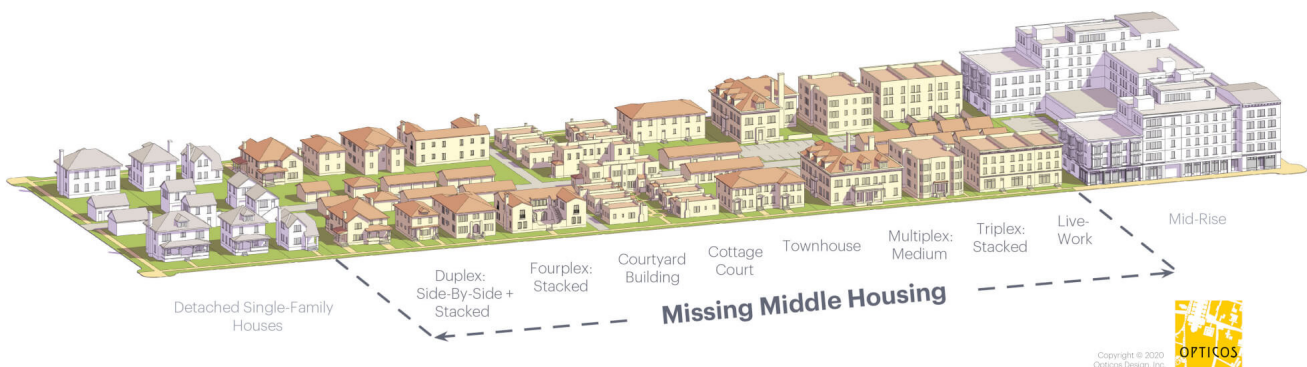 Detached Single-Family
Houses
Duplex:
Side-By-Side +
Stacked
Fourplex:
Stacked
Courtyard
Building
Cottage
Court
Townhouse
Multiplex:
Medium
Triplex:
Stacked
Live-
Work
Mid-Rise
Missing Middle Housing
Copyright © 2020
Opticos Design, Inc.
OPTICOS